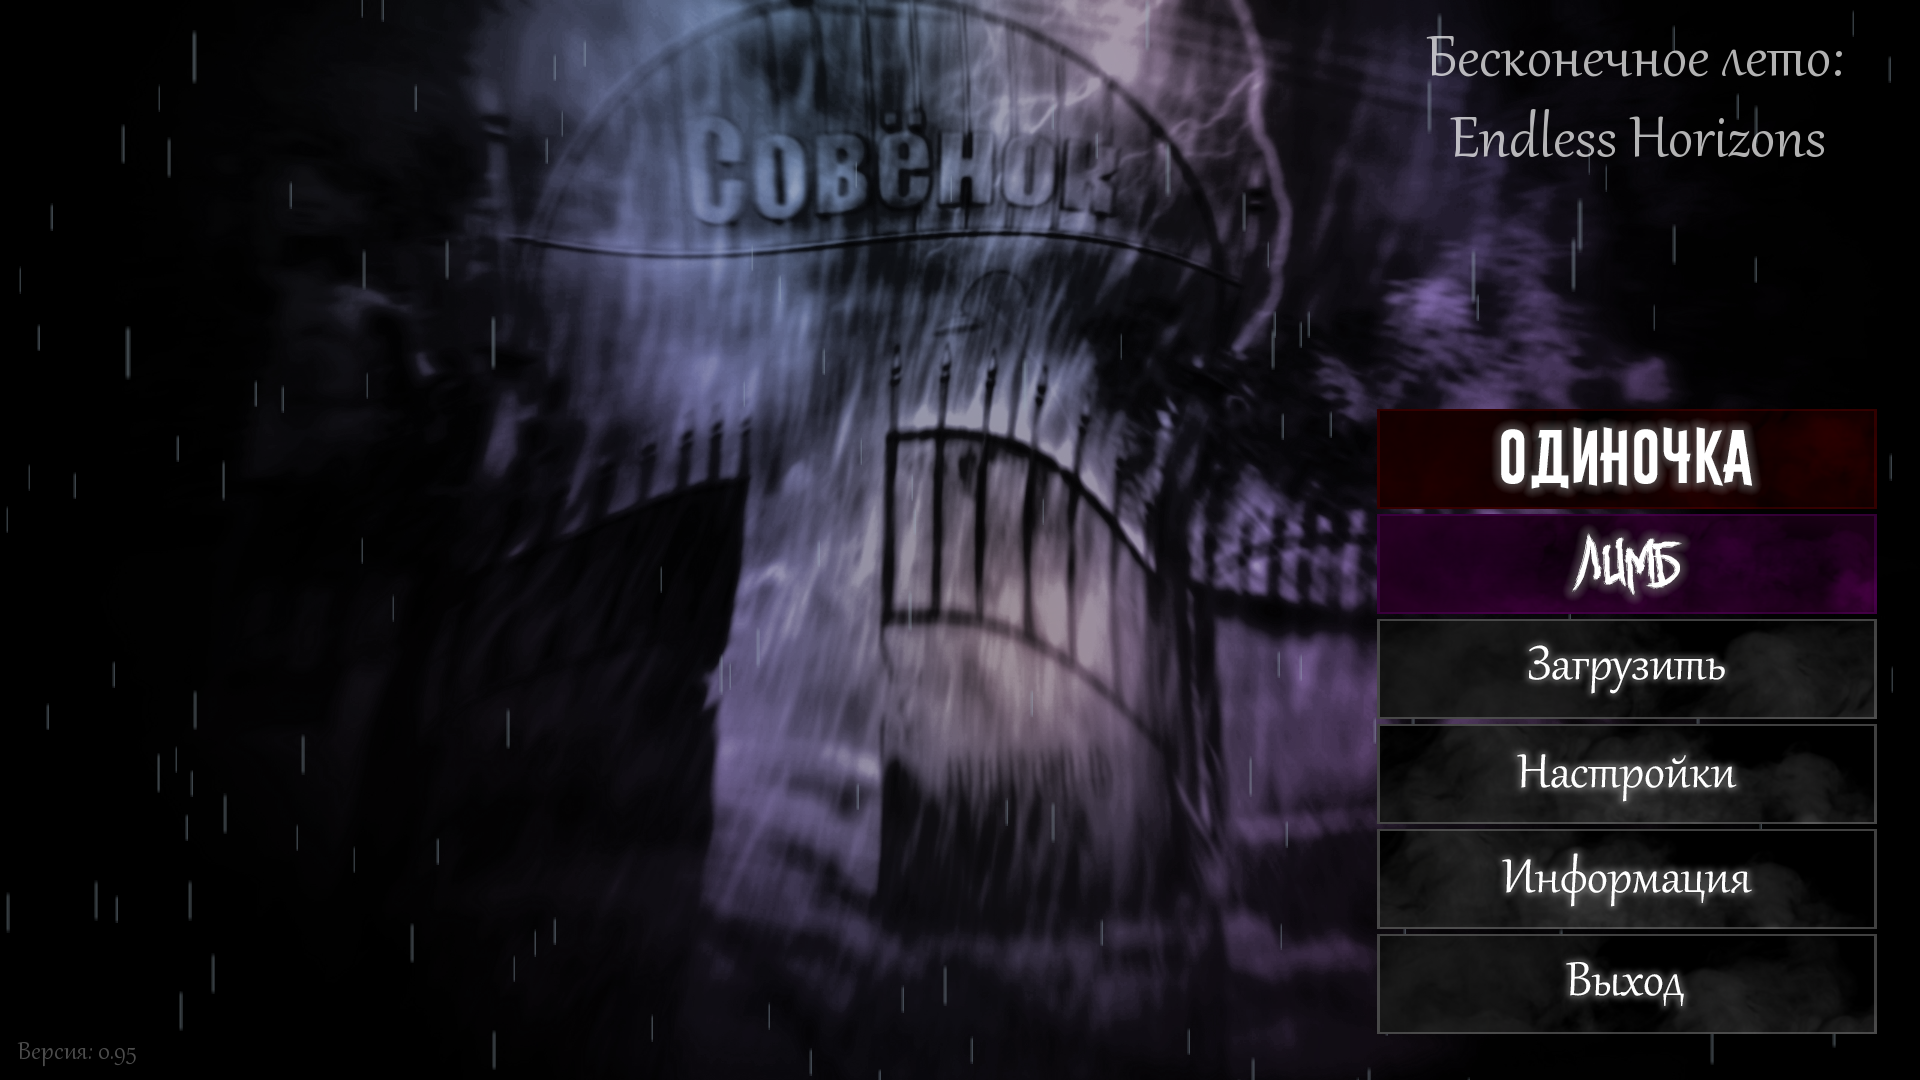 Совёнок
Бесконечное лето:
Endless Horizons
ОДИНОЧКА
ЛИМБ
Загрузить
Настройки
Информация
Выход
Версия: 0.95